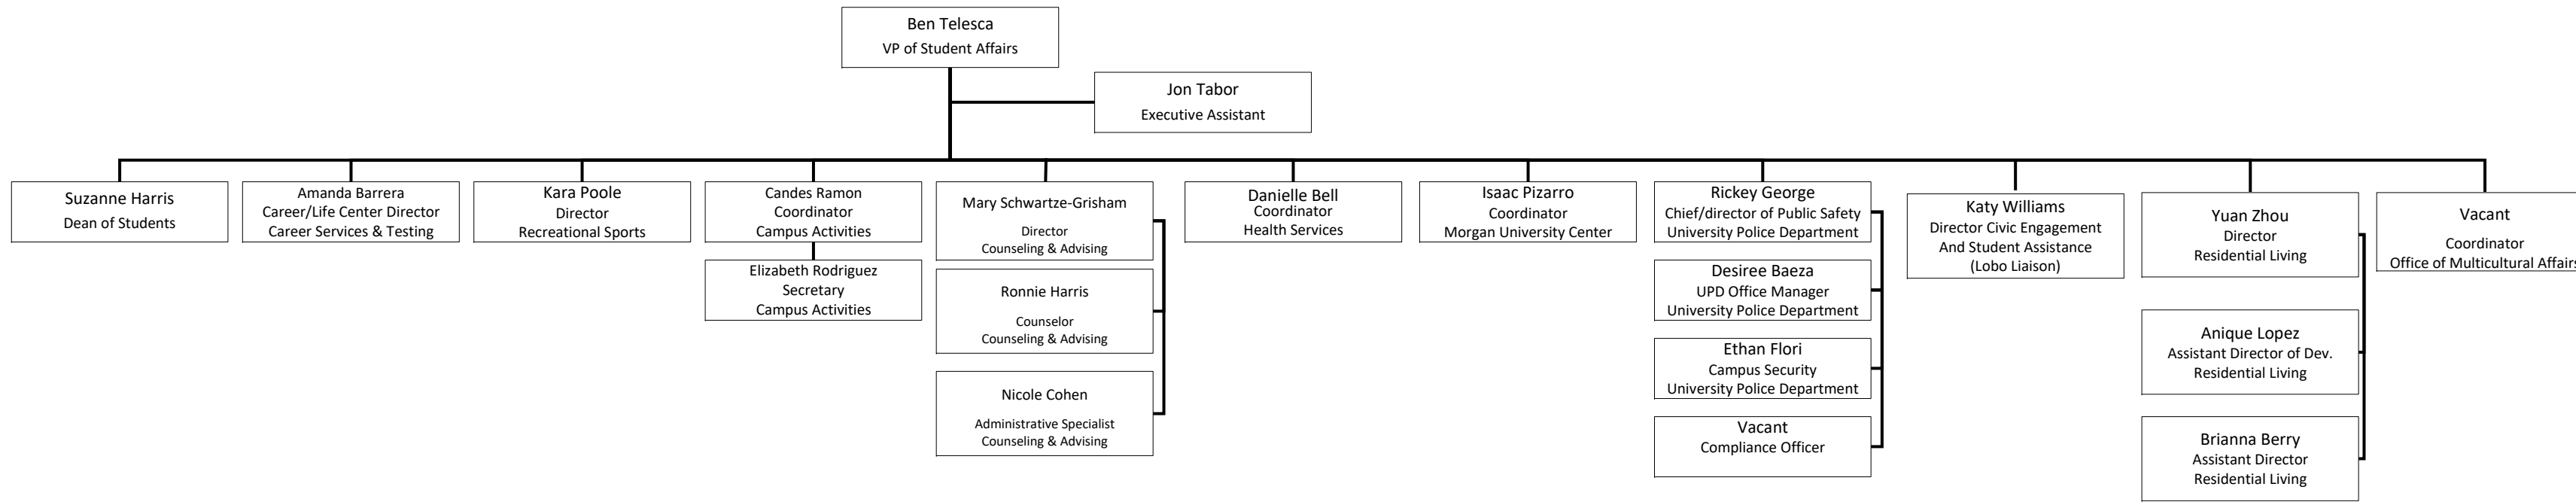 Ben Telesca
VP of Student Affairs
Jon Tabor
Executive Assistant
Suzanne Harris
Dean of Students
Amanda Barrera
Career/Life Center Director
Career Services & Testing
Kara Poole
Director
Recreational Sports
Candes Ramon
Coordinator
Campus Activities
Elizabeth Rodriguez
Secretary
Campus Activities
Mary Schwartze-Grisham
Director
Counseling & Advising
Ronnie Harris
Counselor
Counseling & Advising
Nicole Cohen
Administrative Specialist
Counseling & Advising
Danielle Bell
Coordinator
Health Services
Isaac Pizarro
Coordinator
Morgan University Center
Rickey George
Chief/director of Public Safety
University Police Department
Desiree Baeza
UPD Office Manager
University Police Department
Ethan Flori
Campus Security
University Police Department
Vacant
Compliance Officer
Katy Williams
Director Civic Engagement
And Student Assistance
(Lobo Liaison)
Yuan Zhou
Director
Residential Living
Anique Lopez
Assistant Director of Dev.
Residential Living
Brianna Berry
Assistant Director
Residential Living
Vacant
Coordinator
Office of Multicultural Affairs